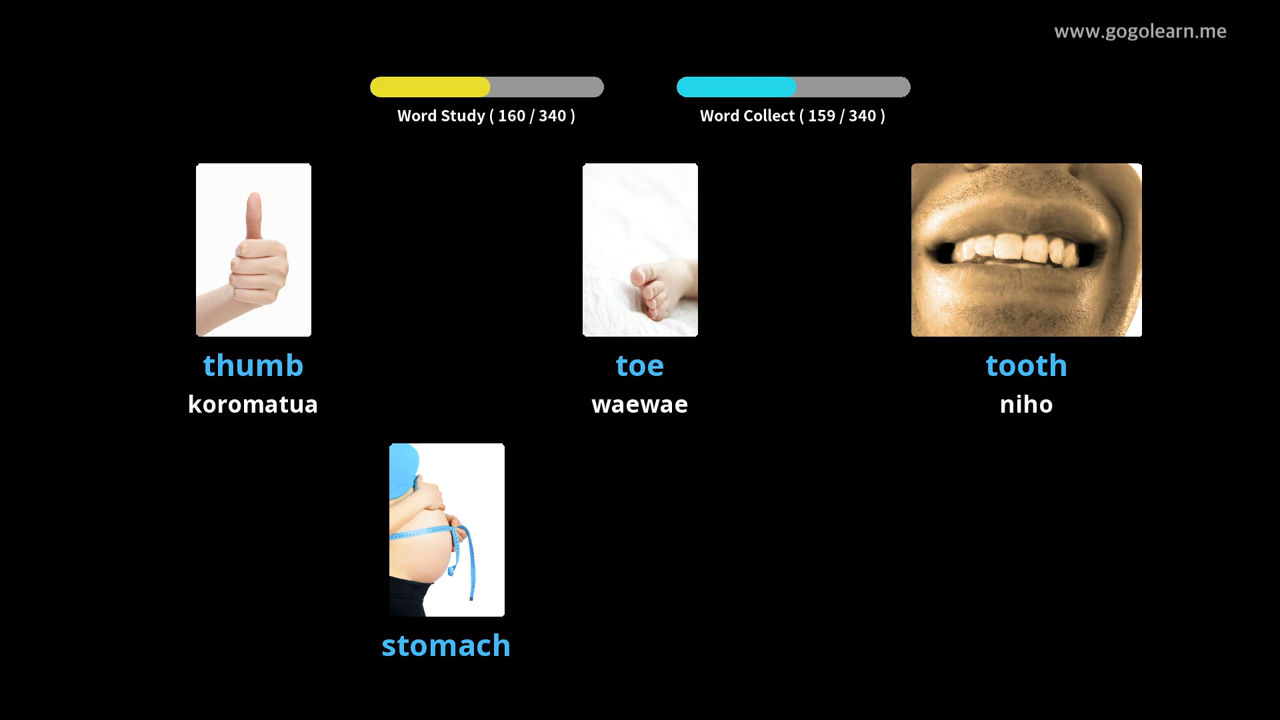 www.gogolearn.me
Word Study ( 160 / 340 )
Word Collect ( 159 / 340 )
thumb
koromatua
toe
waewae
tooth
niho
stomach